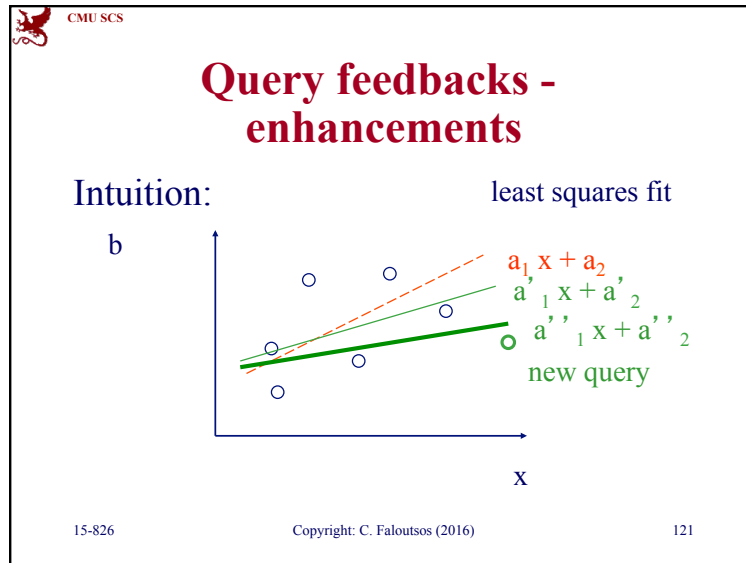 CMU SCS
Query feedbacks -
enhancements
Intuition:
least squares fit
b
a₁ x + a₂
a'₁ x + a'₂
a''₁ x + a''₂
new query
x
15-826
Copyright: C. Faloutsos (2016)
121